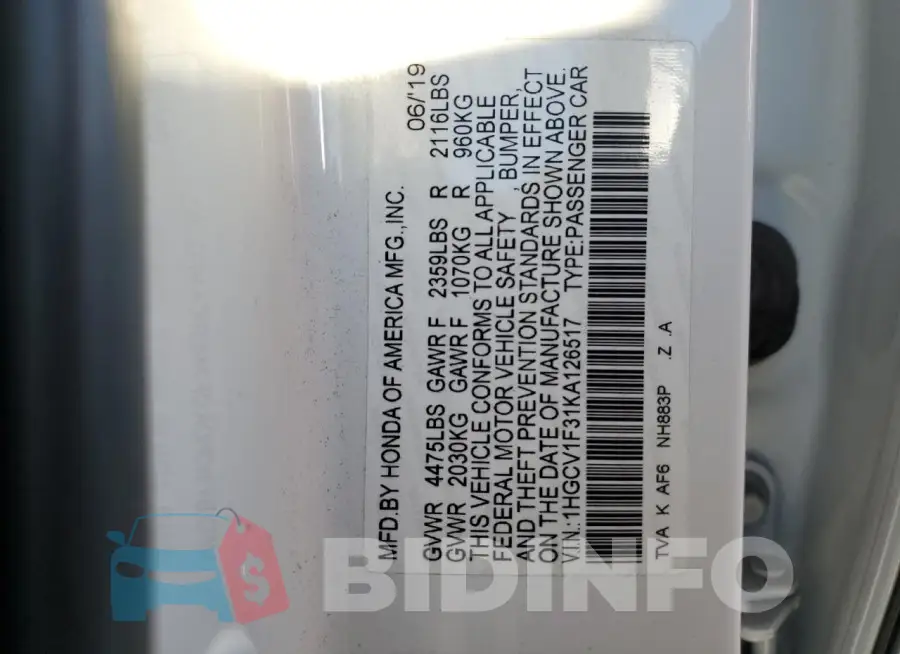 MFD.BY HONDA OF AMERICA MFG.,INC. 06/'19
GVWR 4475LBS GAWR F 2359LBS R 2116LBS
GVWR 2030KG GAWR F 1070KG R 960KG
THIS VEHICLE CONFORMS TO ALL APPLICABLE
FEDERAL MOTOR VEHICLE SAFETY , BUMPER,
AND THEFT PREVENTION STANDARDS IN EFFECT
ON THE DATE OF MANUFACTURE SHOWN ABOVE.
V.I.N.:1HGCV1F31KA126517 TYPE:PASSENGER CAR
TVA K AF6 NH883P .Z .A
$ BIDINFO